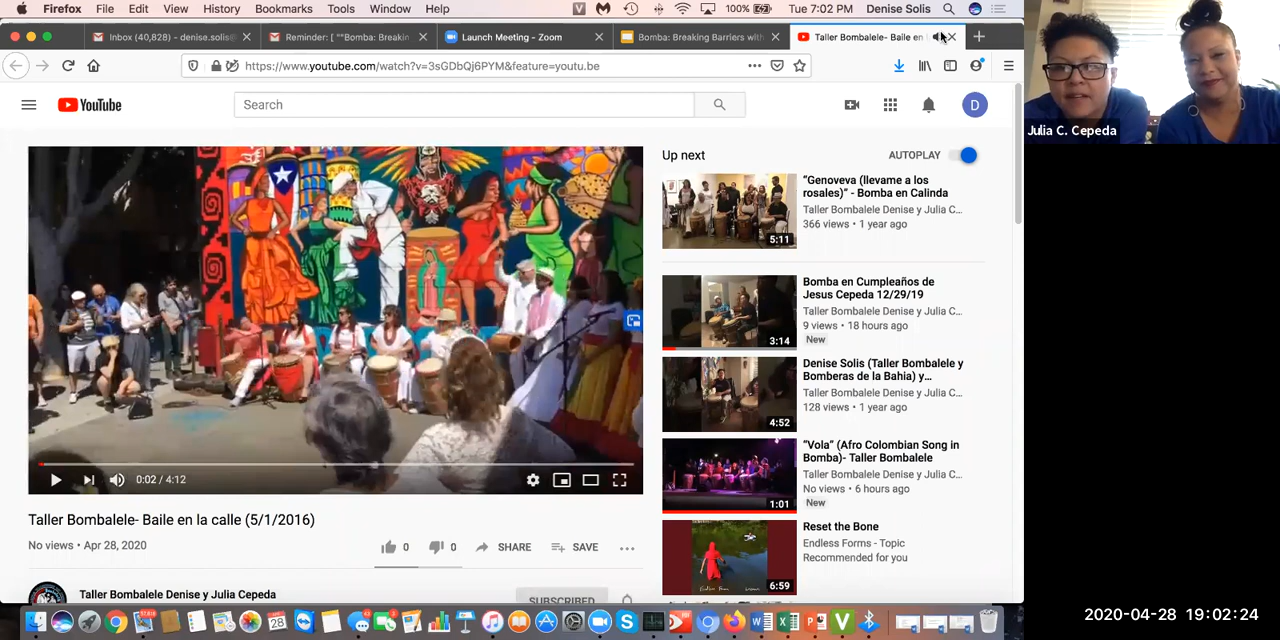 Firefox File Edit View History Bookmarks Tools Window Help 100% Tue 7:02 PM Denise Solis
Inbox (40,828) - denise.solis@
Reminder: [ ""Bomba: Breakin
Launch Meeting - Zoom
Bomba: Breaking Barriers with
Taller Bombalele- Baile en
https://www.youtube.com/watch?v=3sGDbQj6PYM&feature=youtu.be
YouTube
Search
D
Julia C. Cepeda
Up next
AUTOPLAY
“Genoveva (llevame a los
rosales)” - Bomba en Calinda
Taller Bombalele Denise y Julia C...
366 views • 1 year ago
5:11
Bomba en Cumpleaños de
Jesus Cepeda 12/29/19
Taller Bombalele Denise y Julia C...
9 views • 18 hours ago
New
3:14
Denise Solis (Taller Bombalele y
Bomberas de la Bahia) y...
Taller Bombalele Denise y Julia C...
128 views • 1 year ago
4:52
“Vola” (Afro Colombian Song in
Bomba)- Taller Bombalele
Taller Bombalele Denise y Julia C...
No views • 6 hours ago
New
1:01
Reset the Bone
Endless Forms - Topic
Recommended for you
6:59
0:02 / 4:12
Taller Bombalele- Baile en la calle (5/1/2016)
No views • Apr 28, 2020
0 0 SHARE SAVE
Taller Bombalele Denise y Julia Cepeda
SUBSCRIBED
2020-04-28 19:02:24